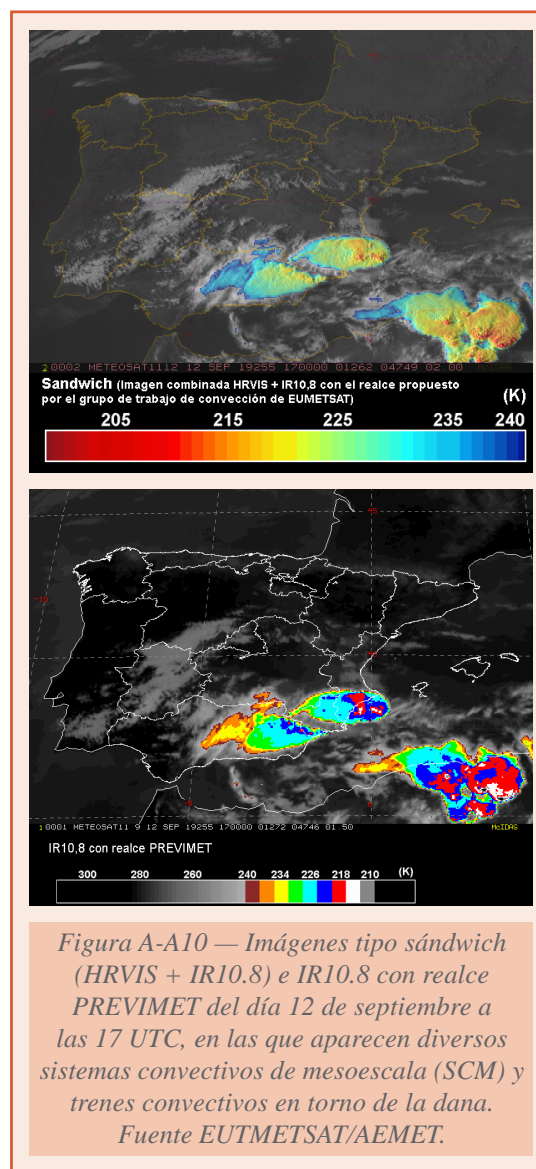 0002 METEOSAT1112 12 SEP 19255 170000 01262 04749 02.00 McIDAS
Sandwich (Imagen combinada HRVIS + IR10,8 con el realce propuesto
por el grupo de trabajo de convección de EUMETSAT) (K)
205 215 225 235 240
10001 METEOSAT11 9 12 SEP 19255 170000 01272 04746 01.50 McIDAS
IR10,8 con realce PREVIMET
300 280 260 240 234 226 218 210 (K)
Figura A-A10 — Imágenes tipo sándwich
(HRVIS + IR10.8) e IR10.8 con realce
PREVIMET del día 12 de septiembre a
las 17 UTC, en las que aparecen diversos
sistemas convectivos de mesoescala (SCM) y
trenes convectivos en torno de la dana.
Fuente EUTMETSAT/AEMET.